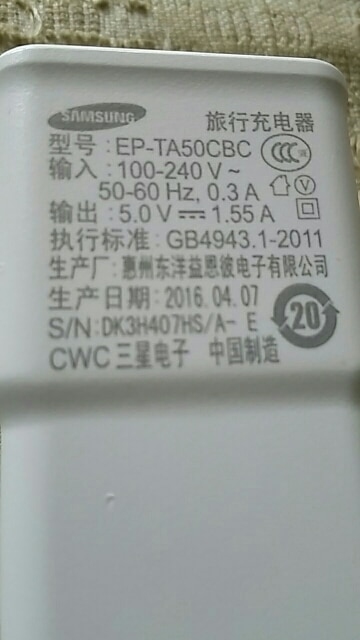 SAMSUNG 旅行充电器
型号：EP-TA50CBC
输入：100-240 V~
50-60 Hz, 0.3 A
输出：5.0 V⎓1.55 A
执行标准：GB4943.1-2011
生产厂：惠州东洋益恩彼电子有限公司
生产日期：2016.04.07
S/N:DK3H407HS/A- E
CWC 三星电子 中国制造
CCC
V
20